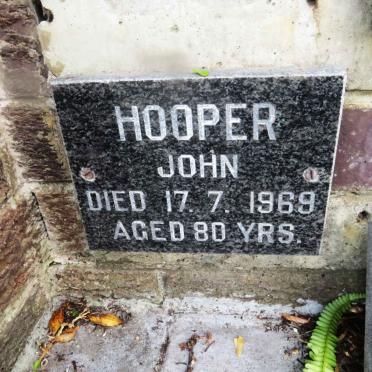 HOOPER
JOHN
DIED 17. 7. 1969
AGED 80 YRS.